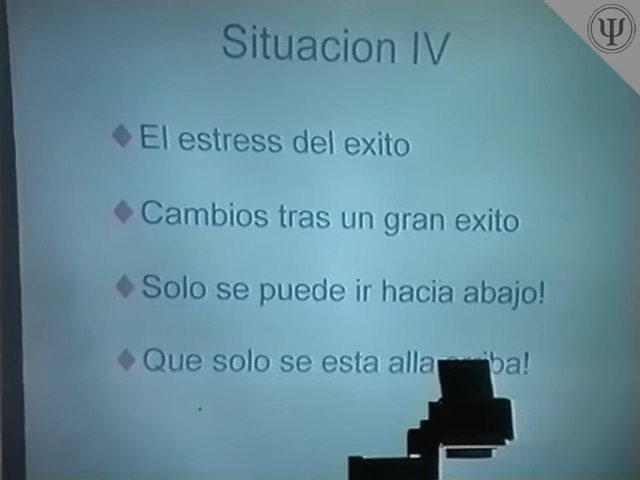 Situacion IV
El estress del exito
Cambios tras un gran exito
Solo se puede ir hacia abajo!
Que solo se esta alla arriba!
Ψ